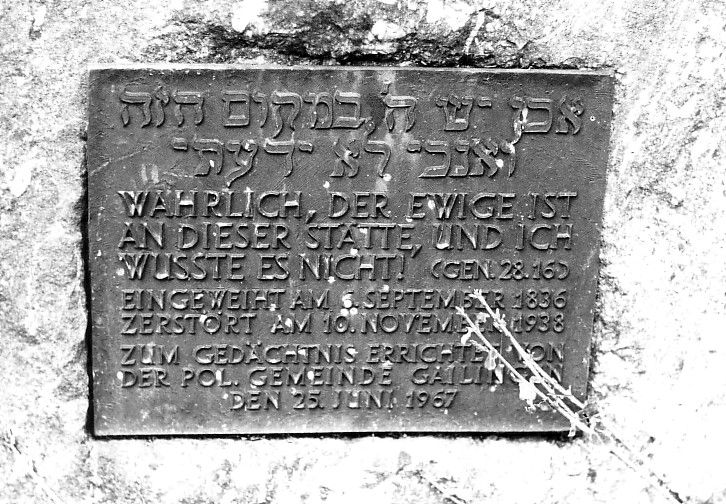 אכן יש ה' במקום הזה
ואנכי לא ידעתי
WAHRLICH, DER EWIGE IST
AN DIESER STÄTTE, UND ICH
WUSSTE ES NICHT! (GEN. 28.16)
EINGEWEIHT AM 6. SEPTEMBER 1836
ZERSTÖRT AM 10. NOVEMBER 1938
ZUM GEDÄCHTNIS ERRICHTET VON
DER POL. GEMEINDE GAILINGEN
DEN 25. JUNI 1967